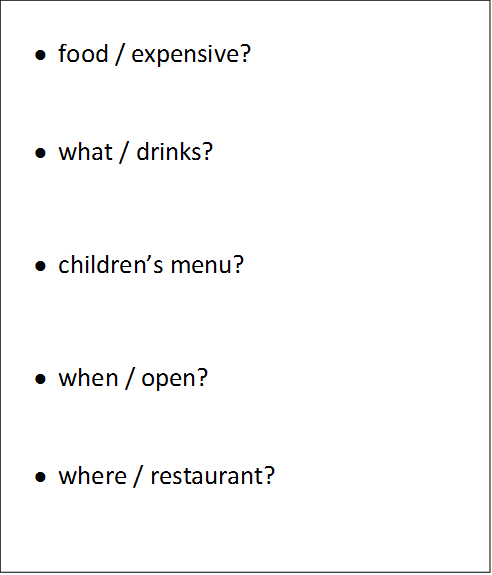 • food / expensive?
• what / drinks?
• children’s menu?
• when / open?
• where / restaurant?